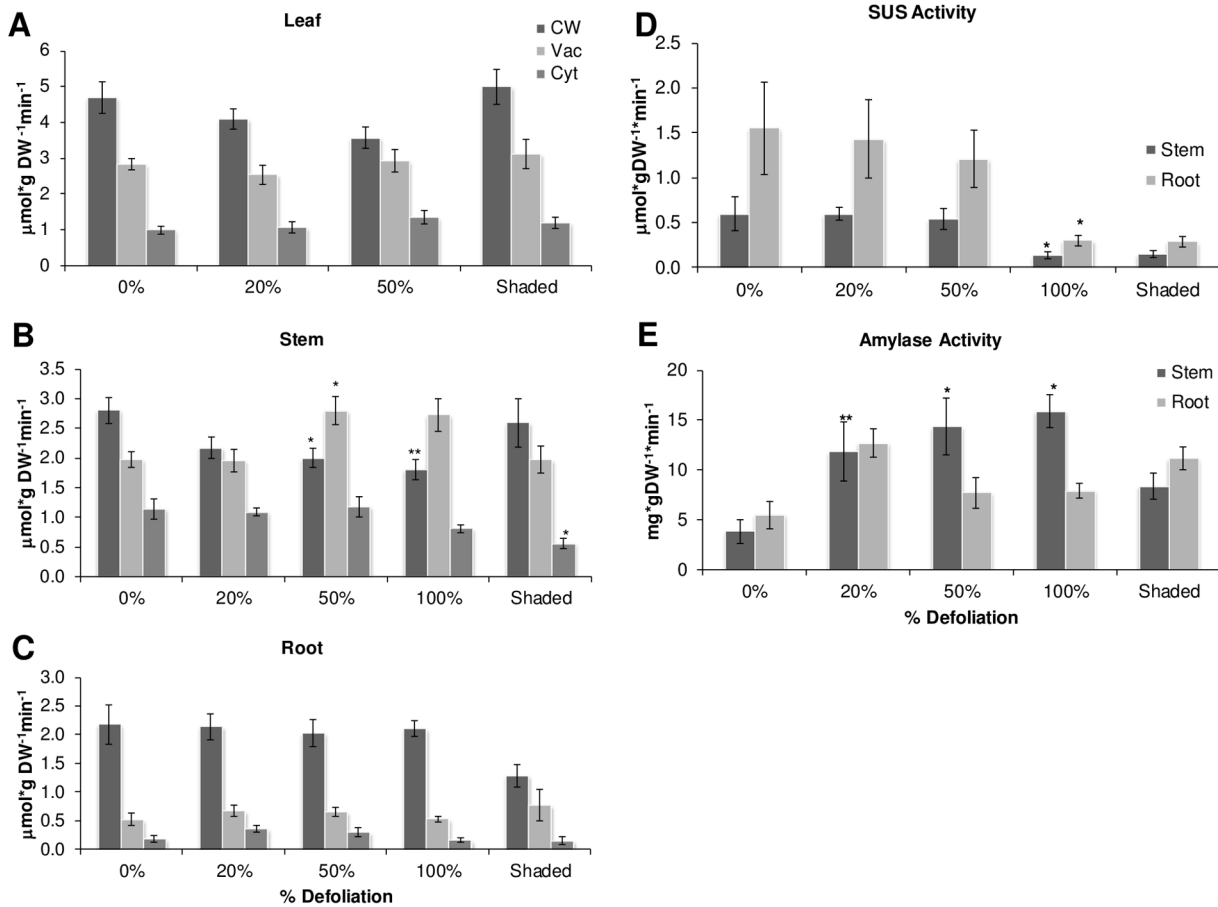 A
Leaf
CW
Vac
Cyt
µmol*g DW⁻¹min⁻¹
6
5
4
3
2
1
0
0% 20% 50% Shaded
B
Stem
µmol*g DW⁻¹min⁻¹
3.5
3.0
2.5
2.0
1.5
1.0
0.5
0.0
* * ** *
0% 20% 50% 100% Shaded
C
Root
µmol*g DW⁻¹min⁻¹
3.0
2.5
2.0
1.5
1.0
0.5
0.0
0% 20% 50% 100% Shaded
% Defoliation
D
SUS Activity
Stem
Root
µmol*gDW⁻¹*min⁻¹
2.5
2.0
1.5
1.0
0.5
0.0
* *
0% 20% 50% 100% Shaded
E
Amylase Activity
Stem
Root
mg*gDW⁻¹*min⁻¹
20
15
10
5
0
** * *
0% 20% 50% 100% Shaded
% Defoliation